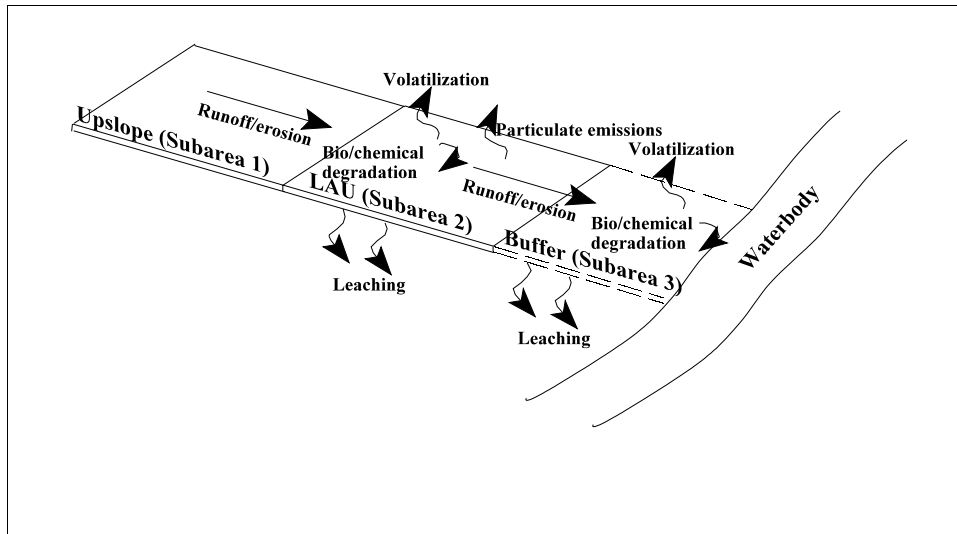 Volatilization
Upslope (Subarea 1)
Runoff/erosion
Particulate emissions
Bio/chemical
degradation
Volatilization
LAU (Subarea 2)
Runoff/erosion
Bio/chemical
degradation
Buffer (Subarea 3)
Waterbody
Leaching
Leaching